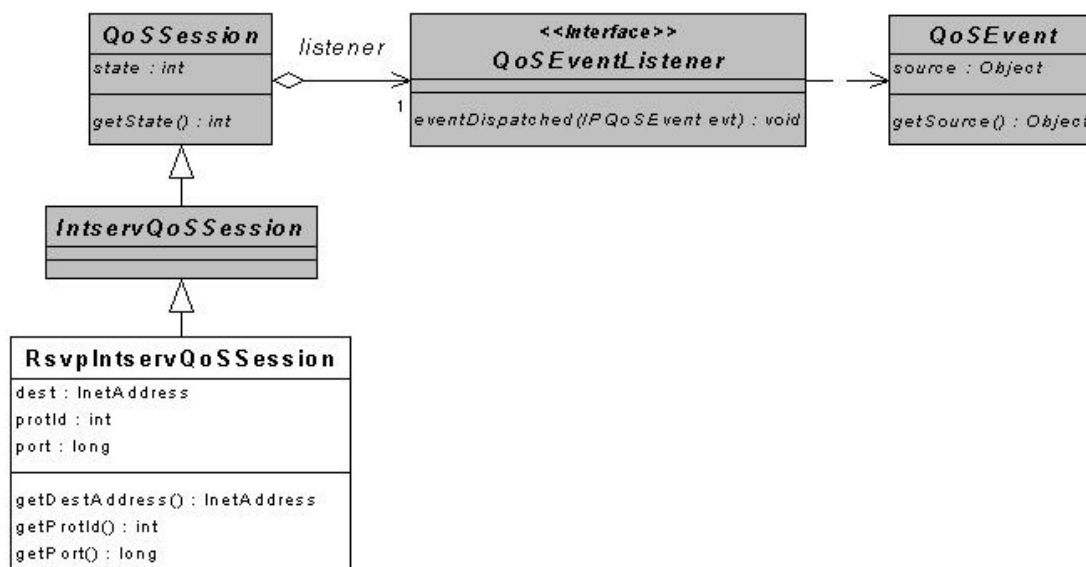 QoSSession
state : int
getState() : int
listener
1
<<Interface>>
QoSEventListener
eventDispatched(IPQoSEvent evt) : void
QoSEvent
source : Object
getSource() : Object
IntservQoSSession
RsvpIntservQoSSession
dest : InetAddress
protId : int
port : long
getDestAddress() : InetAddress
getProtId() : int
getPort() : long